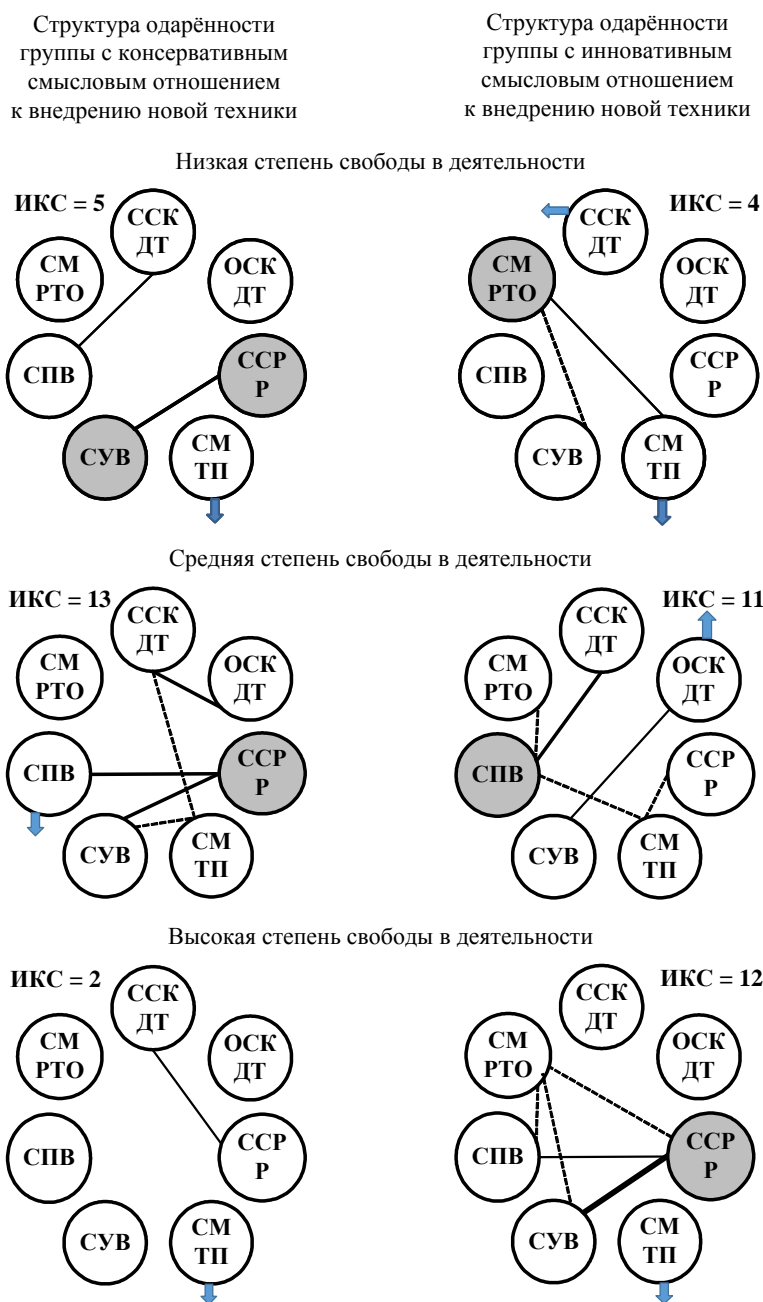 Структура одарённости
группы с консервативным
смысловым отношением
к внедрению новой техники
Структура одарённости
группы с инновативным
смысловым отношением
к внедрению новой техники
Низкая степень свободы в деятельности
ИКС = 5
ССК
ДТ
СМ
РТО
ОСК
ДТ
СПВ
ССР
Р
СУВ
СМ
ТП
ИКС = 4
ССК
ДТ
СМ
РТО
ОСК
ДТ
СПВ
ССР
Р
СУВ
СМ
ТП
Средняя степень свободы в деятельности
ИКС = 13
ССК
ДТ
СМ
РТО
ОСК
ДТ
СПВ
ССР
Р
СУВ
СМ
ТП
ИКС = 11
ССК
ДТ
СМ
РТО
ОСК
ДТ
СПВ
ССР
Р
СУВ
СМ
ТП
Высокая степень свободы в деятельности
ИКС = 2
ССК
ДТ
СМ
РТО
ОСК
ДТ
СПВ
ССР
Р
СУВ
СМ
ТП
ИКС = 12
ССК
ДТ
СМ
РТО
ОСК
ДТ
СПВ
ССР
Р
СУВ
СМ
ТП